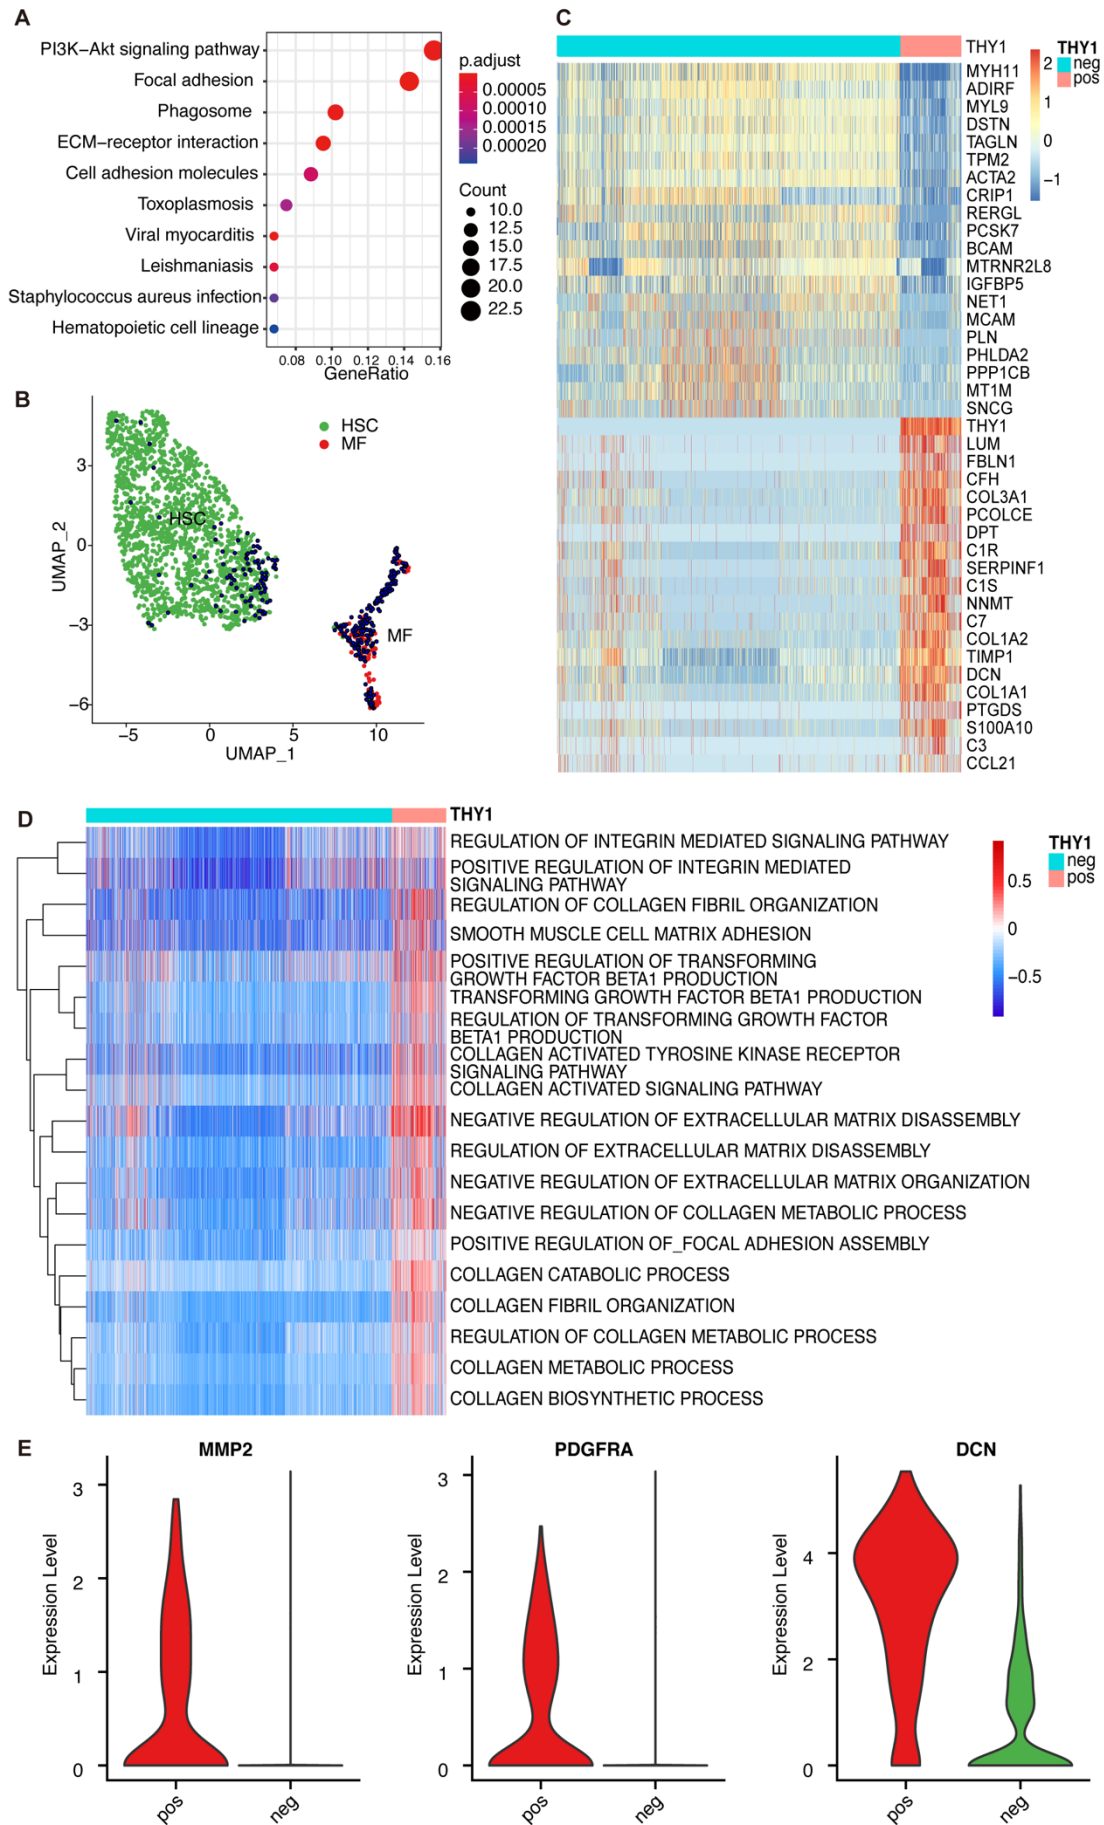 A
PI3K−Akt signaling pathway
Focal adhesion
Phagosome
ECM−receptor interaction
Cell adhesion molecules
Toxoplasmosis
Viral myocarditis
Leishmaniasis
Staphylococcus aureus infection
Hematopoietic cell lineage
0.08 0.10 0.12 0.14 0.16
GeneRatio
p.adjust
0.00005
0.00010
0.00015
0.00020
Count
10.0
12.5
15.0
17.5
20.0
22.5
B
HSC
MF
HSC
MF
3
0
−3
−6
UMAP_2
−5 0 5 10
UMAP_1
C
THY1
MYH11
ADIRF
MYL9
DSTN
TAGLN
TPM2
ACTA2
CRIP1
RERGL
PCSK7
BCAM
MTRNR2L8
IGFBP5
NET1
MCAM
PLN
PHLDA2
PPP1CB
MT1M
SNCG
THY1
LUM
FBLN1
CFH
COL3A1
PCOLCE
DPT
C1R
SERPINF1
C1S
NNMT
C7
COL1A2
TIMP1
DCN
COL1A1
PTGDS
S100A10
C3
CCL21
2
1
0
−1
THY1
neg
pos
D
THY1
REGULATION OF INTEGRIN MEDIATED SIGNALING PATHWAY
POSITIVE REGULATION OF INTEGRIN MEDIATED
SIGNALING PATHWAY
REGULATION OF COLLAGEN FIBRIL ORGANIZATION
SMOOTH MUSCLE CELL MATRIX ADHESION
POSITIVE REGULATION OF TRANSFORMING
GROWTH FACTOR BETA1 PRODUCTION
TRANSFORMING GROWTH FACTOR BETA1 PRODUCTION
REGULATION OF TRANSFORMING GROWTH FACTOR
BETA1 PRODUCTION
COLLAGEN ACTIVATED TYROSINE KINASE RECEPTOR
SIGNALING PATHWAY
COLLAGEN ACTIVATED SIGNALING PATHWAY
NEGATIVE REGULATION OF EXTRACELLULAR MATRIX DISASSEMBLY
REGULATION OF EXTRACELLULAR MATRIX DISASSEMBLY
NEGATIVE REGULATION OF EXTRACELLULAR MATRIX ORGANIZATION
NEGATIVE REGULATION OF COLLAGEN METABOLIC PROCESS
POSITIVE REGULATION OF_FOCAL ADHESION ASSEMBLY
COLLAGEN CATABOLIC PROCESS
COLLAGEN FIBRIL ORGANIZATION
REGULATION OF COLLAGEN METABOLIC PROCESS
COLLAGEN METABOLIC PROCESS
COLLAGEN BIOSYNTHETIC PROCESS
0.5
0
−0.5
THY1
neg
pos
E
MMP2
3
2
1
0
Expression Level
pos neg
PDGFRA
3
2
1
0
Expression Level
pos neg
DCN
4
2
0
Expression Level
pos neg